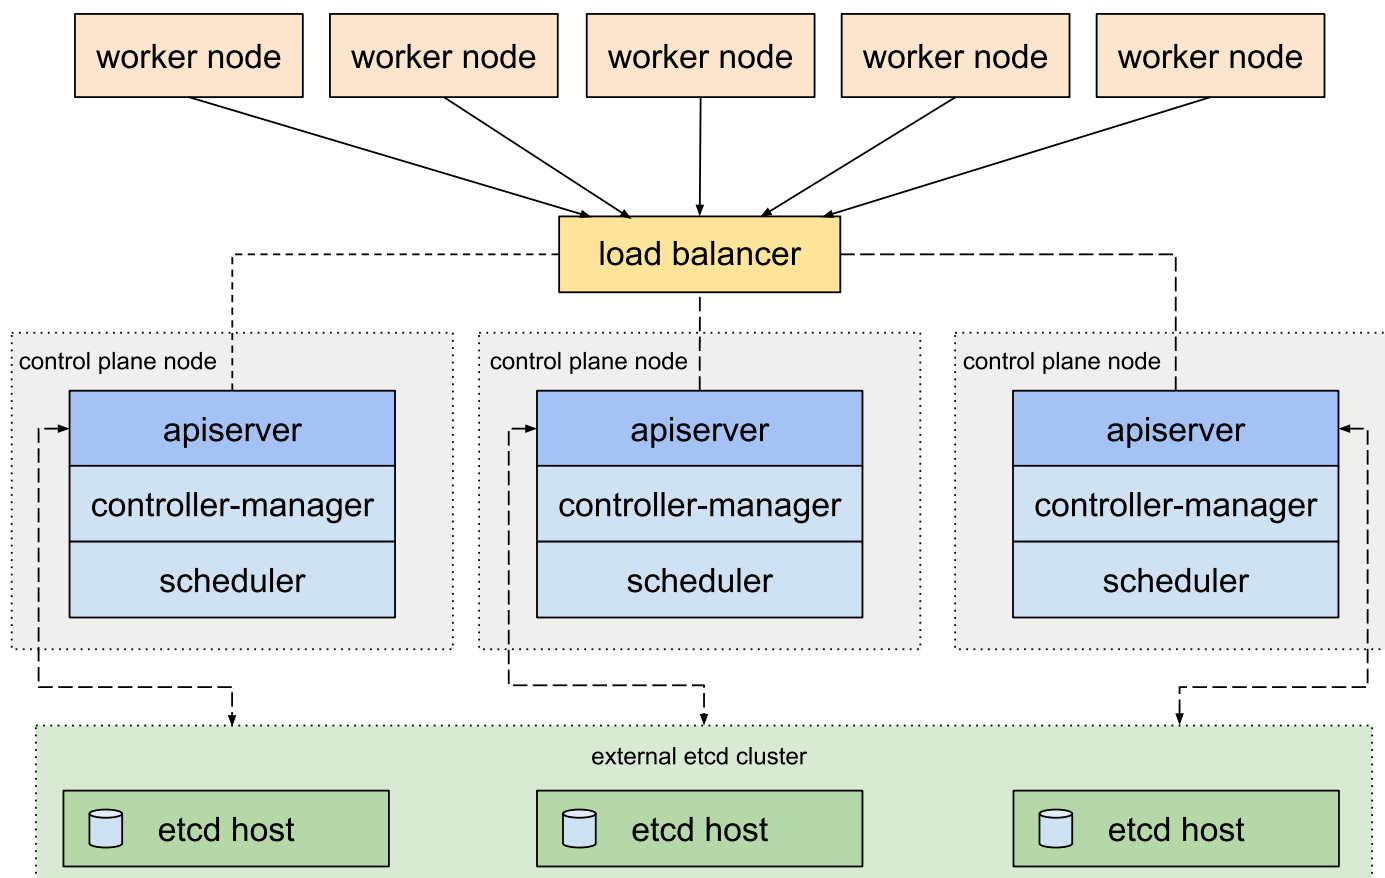 worker node
worker node
worker node
worker node
worker node
load balancer
control plane node
apiserver
controller-manager
scheduler
control plane node
apiserver
controller-manager
scheduler
control plane node
apiserver
controller-manager
scheduler
external etcd cluster
etcd host
etcd host
etcd host